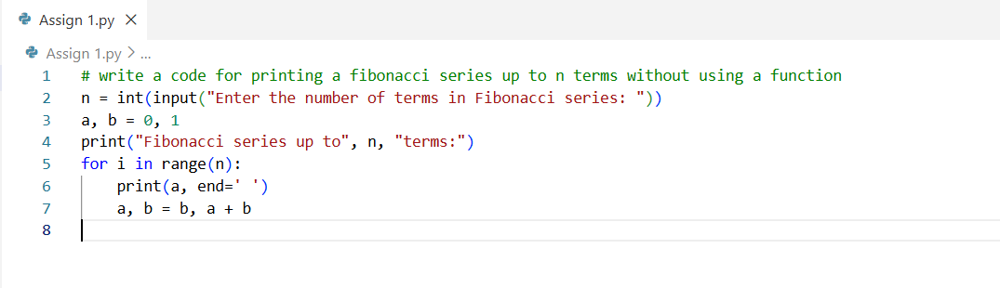 Assign 1.py ×
Assign 1.py > ...
1 # write a code for printing a fibonacci series up to n terms without using a function
2 n = int(input("Enter the number of terms in Fibonacci series: "))
3 a, b = 0, 1
4 print("Fibonacci series up to", n, "terms:")
5 for i in range(n):
6     print(a, end=' ')
7     a, b = b, a + b
8